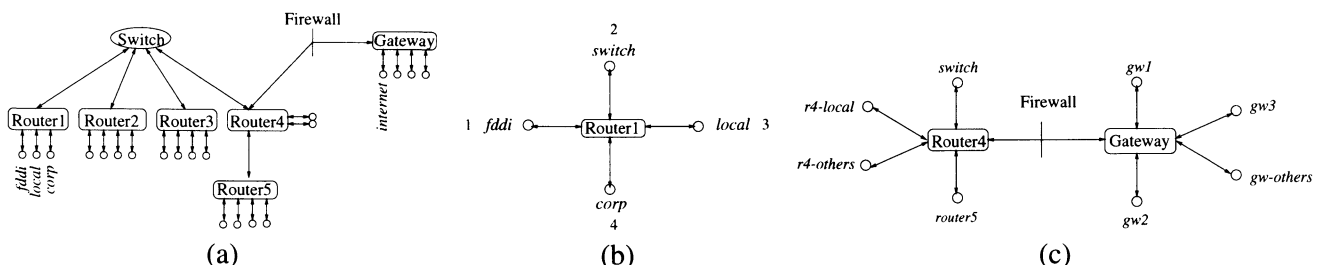 Firewall
Switch
Gateway
Router1
Router2
Router3
Router4
internet
fddi
local
corp
Router5
(a)
2
switch
1 fddi
Router1
local 3
corp
4
(b)
switch
gw1
r4-local
Firewall
gw3
Router4
Gateway
r4-others
gw-others
router5
gw2
(c)